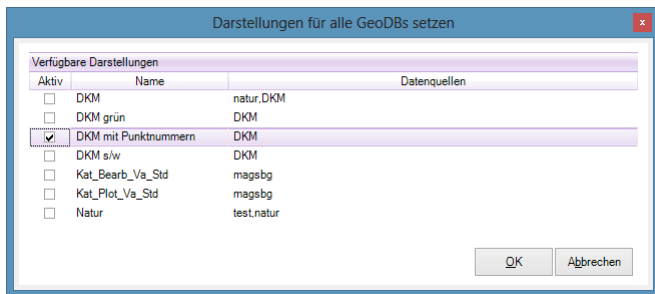 Darstellungen für alle GeoDBs setzen
x
Verfügbare Darstellungen
Aktiv Name Datenquellen
DKM natur,DKM
DKM grün DKM
DKM mit Punktnummern DKM
DKM s/w DKM
Kat_Bearb_Va_Std magsbg
Kat_Plot_Va_Std magsbg
Natur test,natur
OK Abbrechen